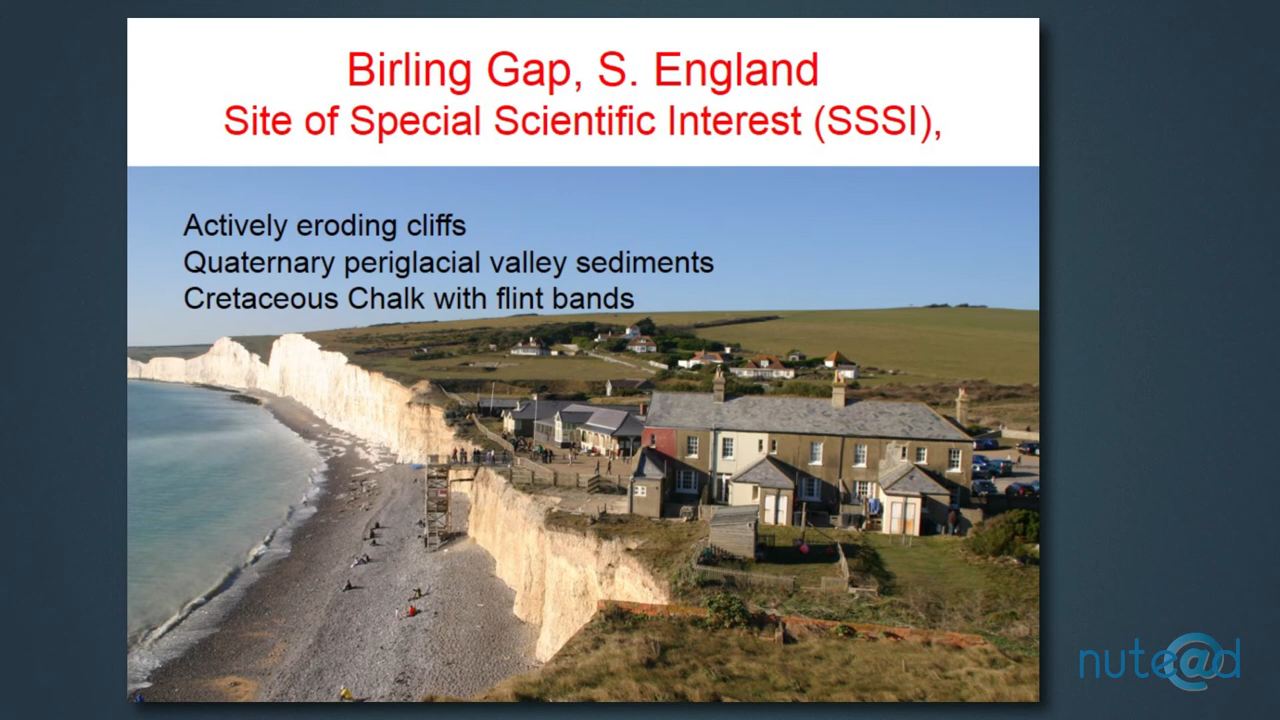 Birling Gap, S. England
Site of Special Scientific Interest (SSSI),
Actively eroding cliffs
Quaternary periglacial valley sediments
Cretaceous Chalk with flint bands
nute@d